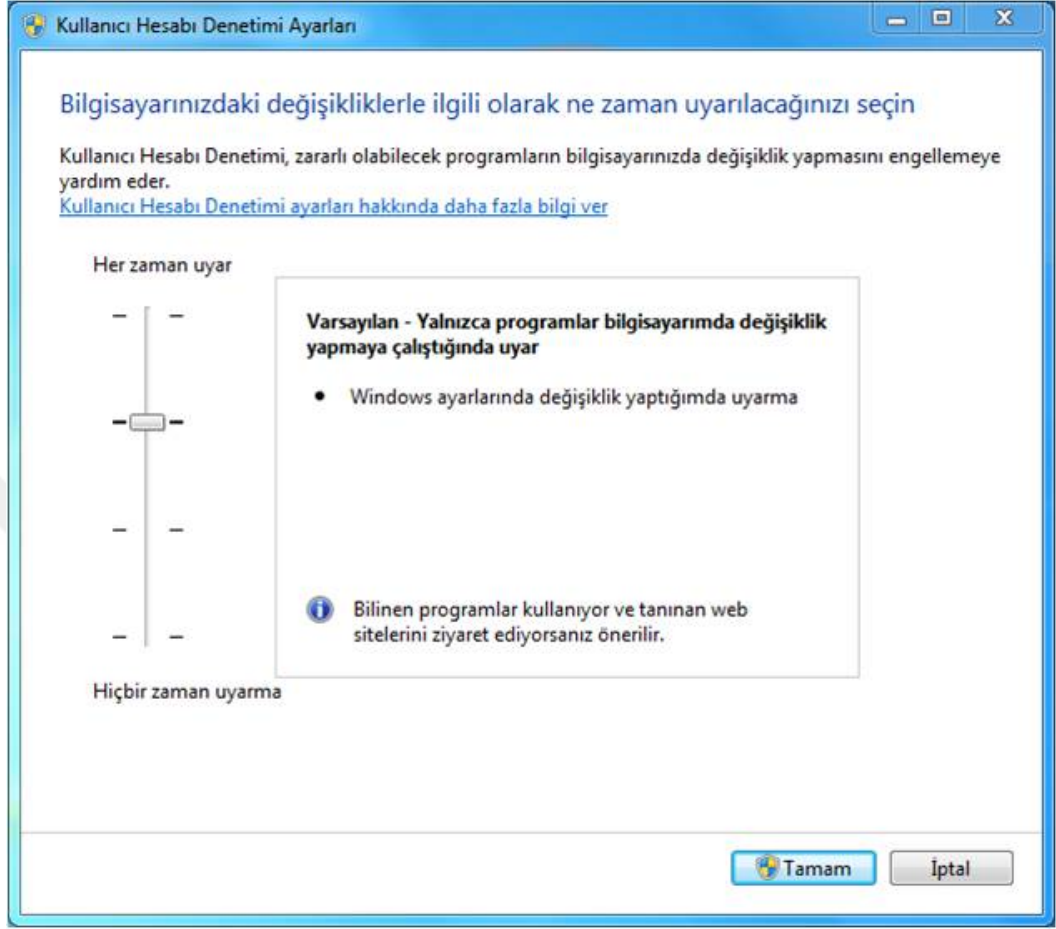 Kullanıcı Hesabı Denetimi Ayarları
Bilgisayarınızdaki değişikliklerle ilgili olarak ne zaman uyarılacağınızı seçin
Kullanıcı Hesabı Denetimi, zararlı olabilecek programların bilgisayarınızda değişiklik yapmasını engellemeye
yardım eder.
Kullanıcı Hesabı Denetimi ayarları hakkında daha fazla bilgi ver
Her zaman uyar
Varsayılan - Yalnızca programlar bilgisayarımda değişiklik
yapmaya çalıştığında uyar
• Windows ayarlarında değişiklik yaptığımda uyarma
Bilinen programlar kullanıyor ve tanınan web
sitelerini ziyaret ediyorsanız önerilir.
Hiçbir zaman uyarma
Tamam
İptal